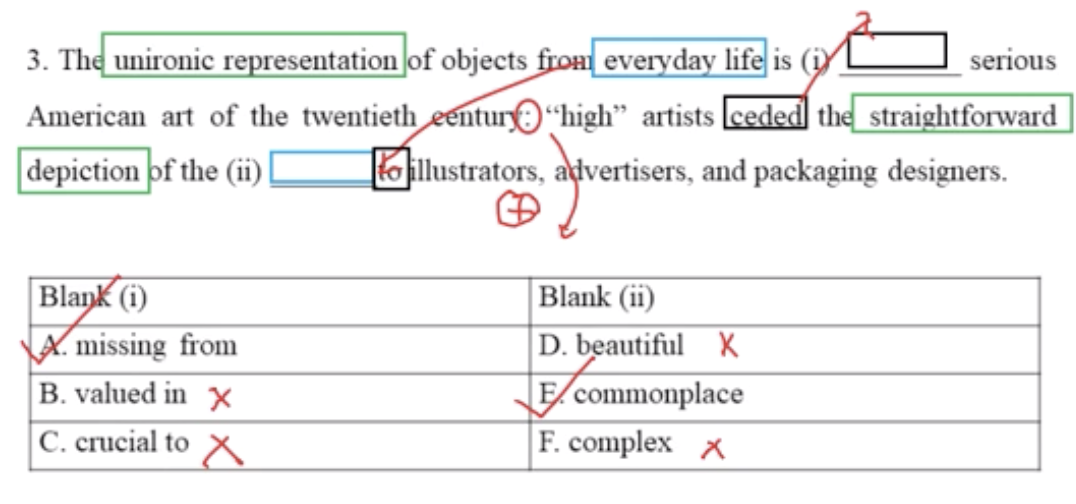 3. The unironic representation of objects from everyday life is (i) ________ serious
American art of the twentieth century: “high” artists ceded the straightforward
depiction of the (ii) ________ to illustrators, advertisers, and packaging designers.
Blank (i) Blank (ii)
A. missing from D. beautiful
B. valued in E. commonplace
C. crucial to F. complex